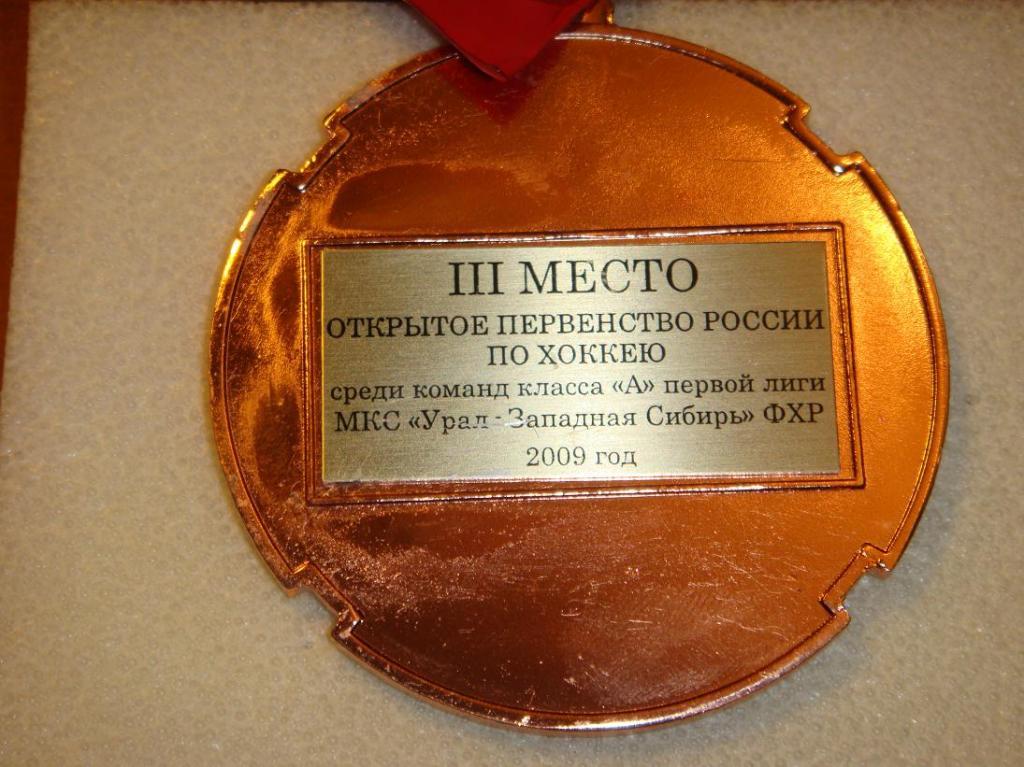 III МЕСТО
ОТКРЫТОЕ ПЕРВЕНСТВО РОССИИ
ПО ХОККЕЮ
среди команд класса «А» первой лиги
МКС «Урал - Западная Сибирь» ФХР
2009 год